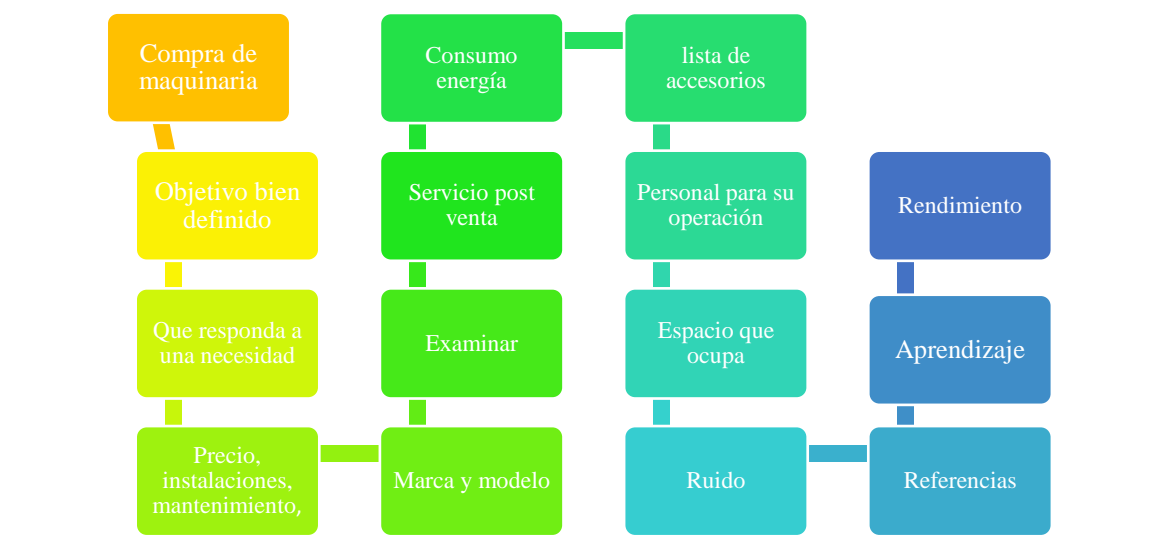 Compra de
maquinaria
Objetivo bien
definido
Que responda a
una necesidad
Precio,
instalaciones,
mantenimiento,
Marca y modelo
Examinar
Servicio post
venta
Consumo
energía
lista de
accesorios
Personal para su
operación
Espacio que
ocupa
Ruido
Referencias
Aprendizaje
Rendimiento